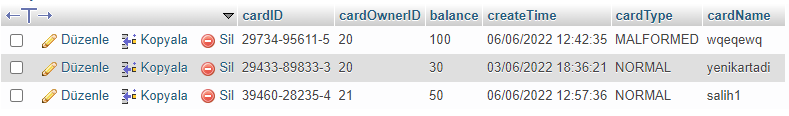 cardID cardOwnerID balance createTime cardType cardName
Düzenle Kopyala Sil 29734-95611-5 20 100 06/06/2022 12:42:35 MALFORMED wqeqewq
Düzenle Kopyala Sil 29433-89833-3 20 30 03/06/2022 18:36:21 NORMAL yenikartadi
Düzenle Kopyala Sil 39460-28235-4 21 50 06/06/2022 12:57:36 NORMAL salih1